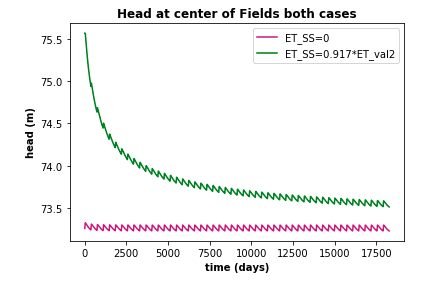 Head at center of Fields both cases
ET_SS=0
ET_SS=0.917*ET_val2
head (m)
75.5
75.0
74.5
74.0
73.5
0 2500 5000 7500 10000 12500 15000 17500
time (days)